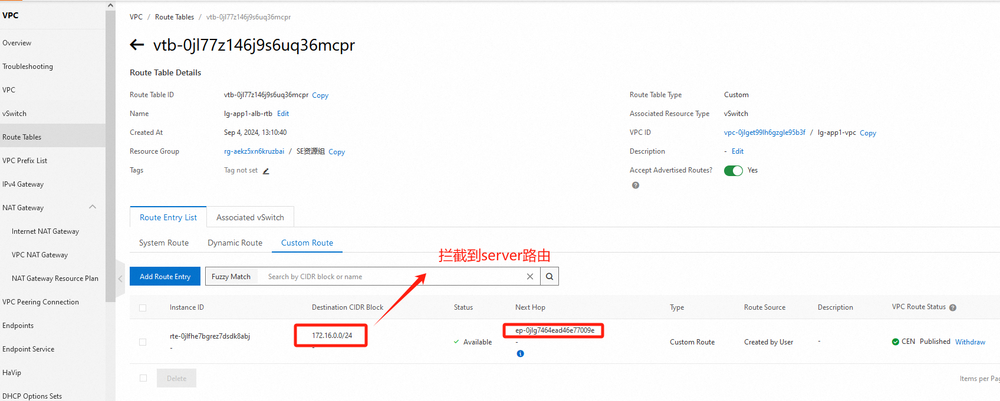 VPC
Overview
Troubleshooting
VPC
vSwitch
Route Tables
VPC Prefix List
IPv4 Gateway
NAT Gateway
Internet NAT Gateway
VPC NAT Gateway
NAT Gateway Resource Plan
VPC Peering Connection
Endpoints
Endpoint Service
HaVip
DHCP Options Sets
VPC / Route Tables / vtb-0jl77z146j9s6uq36mcpr
vtb-0jl77z146j9s6uq36mcpr
Route Table Details
Route Table ID vtb-0jl77z146j9s6uq36mcpr Copy
Route Table Type Custom
Name lg-app1-alb-rtb Edit
Associated Resource Type vSwitch
Created At Sep 4, 2024, 13:10:40
VPC ID vpc-0jlget99lh6gzgle95b3f / lg-app1-vpc Copy
Resource Group rg-aekz5xn6kruzbai / SE资源组 Copy
Description - Edit
Tags Tag not set
Accept Advertised Routes? Yes
Route Entry List Associated vSwitch
System Route Dynamic Route Custom Route
拦截到server路由
Add Route Entry Fuzzy Match Search by CIDR block or name
Instance ID Destination CIDR Block Status Next Hop Type Route Source Description VPC Route Status
rte-0jlfhe7bgrez7dsdk8abj 172.16.0.0/24 Available ep-0jlg7464ead46e77009e Custom Route Created by User - CEN Published Withdraw
- - -
Delete
Items per Pag